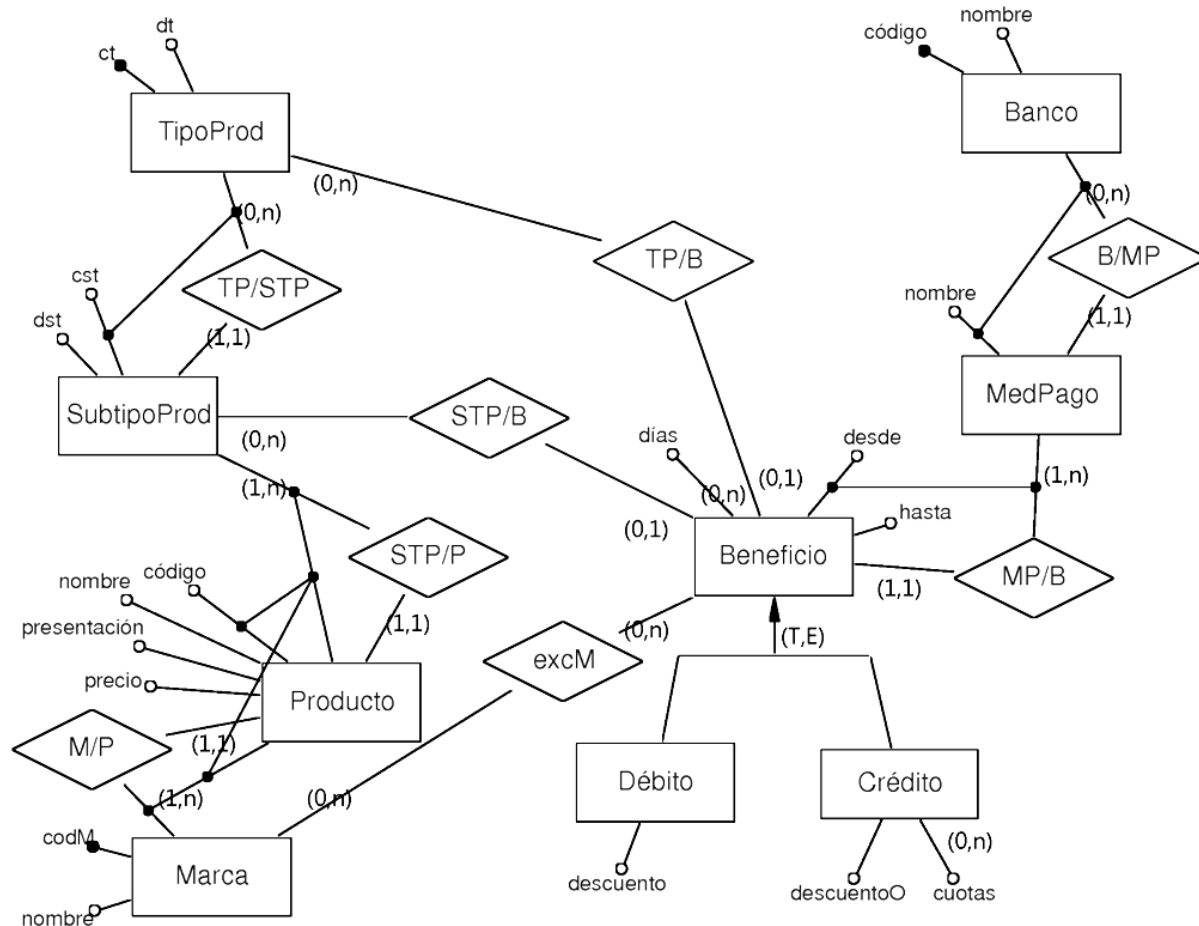 dt
ct
TipoProd
(0,n)
(0,n)
TP/STP
cst
dst
(1,1)
SubtipoProd
(0,n)
(1,n)
STP/B
TP/B
código
nombre
Banco
(0,n)
B/MP
nombre
(1,1)
MedPago
(1,n)
días
desde
(0,n)
(0,1)
(0,1)
hasta
Beneficio
(1,1)
MP/B
STP/P
nombre
código
presentación
(1,1)
precio
Producto
M/P
(1,1)
(1,n)
excM
(0,n)
(T,E)
(0,n)
codM
Marca
nombre
Débito
Crédito
descuento
(0,n)
descuentoO
cuotas